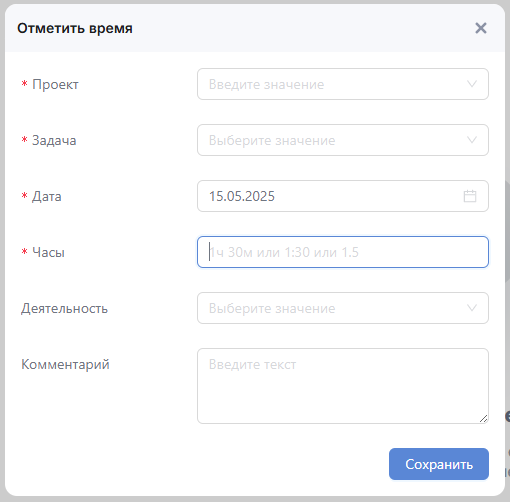 Отметить время
* Проект
Введите значение
* Задача
Выберите значение
* Дата
15.05.2025
* Часы
1ч 30м или 1:30 или 1.5
Деятельность
Выберите значение
Комментарий
Введите текст
Сохранить